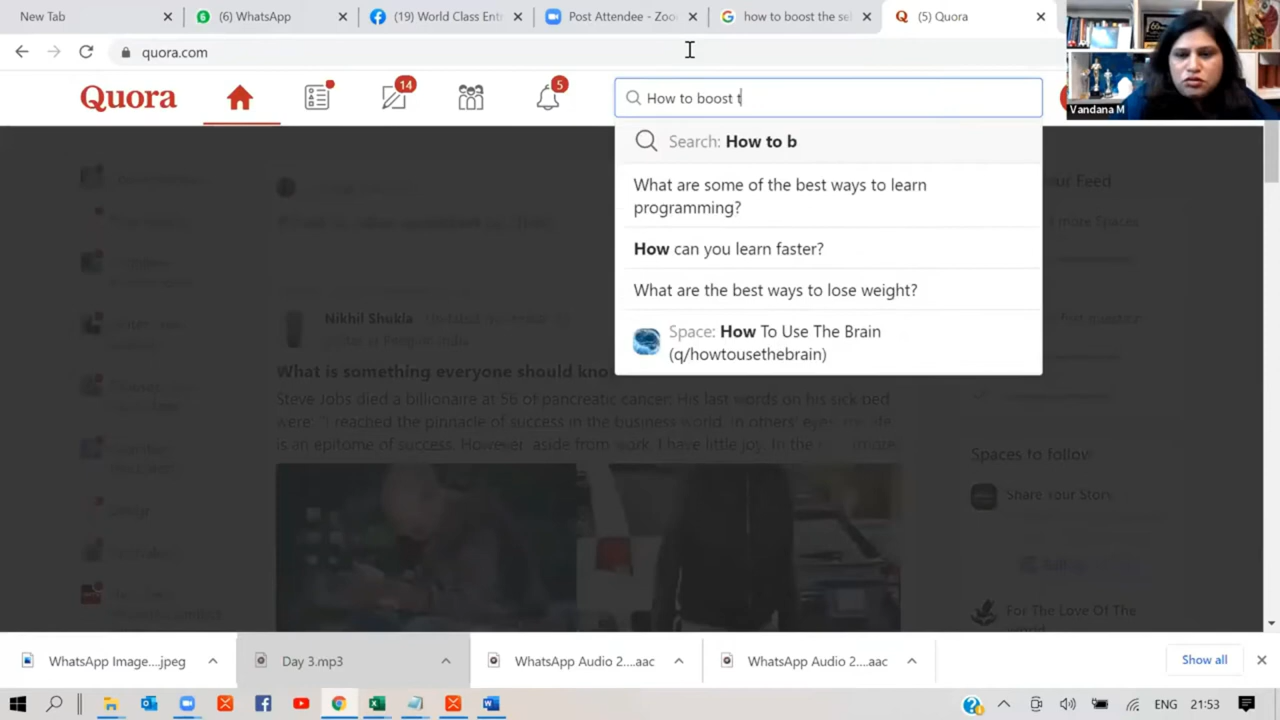 New Tab
(6) WhatsApp
(19) World Class Ent
Post Attendee - Zoo
how to boost the sel
(5) Quora
quora.com
Vandana M
Quora
14
5
How to boost t
Search: How to b
What are some of the best ways to learn
programming?
How can you learn faster?
What are the best ways to lose weight?
Space: How To Use The Brain
(q/howtousethebrain)
ur Feed
more Spaces
Nikhil Shukla
What is something everyone should kno
Steve Jobs died a billionaire at 56 of pancreatic cancer. His last words on his sick bed
were: "I reached the pinnacle of success in the business world. In others' eyes, my life
is an epitome of success. However, aside from work, I have little joy. In the
Spaces to follow
Share Your Story
For The Love Of The
WhatsApp Image....jpeg
Day 3.mp3
WhatsApp Audio 2....aac
WhatsApp Audio 2....aac
Show all
ENG
21:53